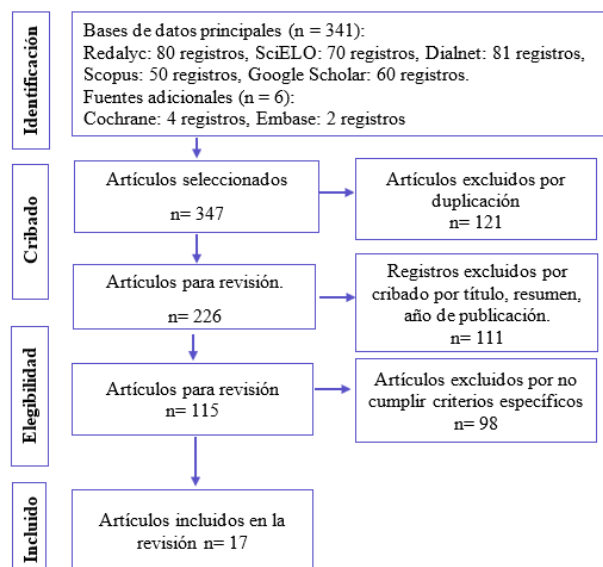 Identificación
Bases de datos principales (n = 341):
Redalyc: 80 registros, SciELO: 70 registros, Dialnet: 81 registros,
Scopus: 50 registros, Google Scholar: 60 registros.
Fuentes adicionales (n = 6):
Cochrane: 4 registros, Embase: 2 registros
Cribado
Artículos seleccionados
n= 347
Artículos excluidos por
duplicación
n= 121
Artículos para revisión.
n= 226
Registros excluidos por
cribado por título, resumen,
año de publicación.
n= 111
Elegibilidad
Artículos para revisión
n= 115
Artículos excluidos por no
cumplir criterios específicos
n= 98
Incluido
Artículos incluidos en la
revisión n= 17